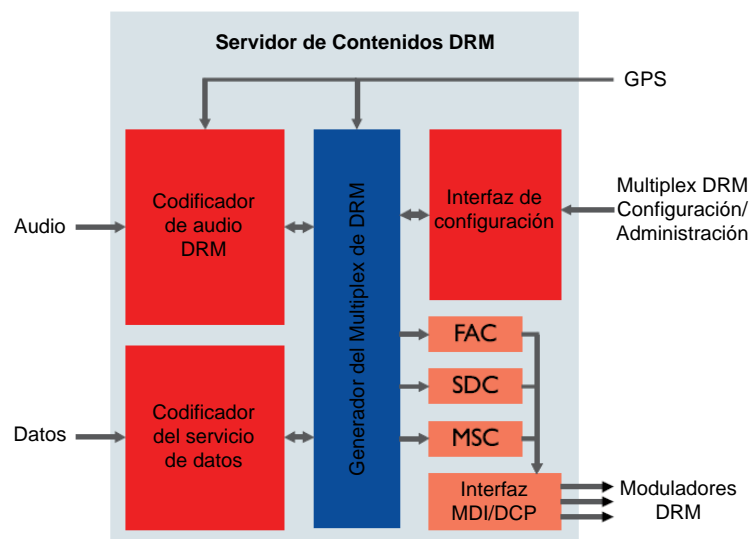 Servidor de Contenidos DRM
GPS
Codificador
de audio
DRM
Generador del Multiplex de DRM
Interfaz de
configuración
Multiplex DRM
Configuración/
Administración
Audio
FAC
SDC
MSC
Codificador
del servicio
de datos
Datos
Interfaz
MDI/DCP
Moduladores
DRM